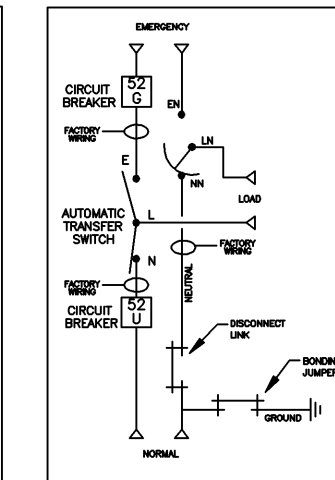 EMERGENCY
CIRCUIT
BREAKER
52
G
EN
FACTORY
WIRING
E
LN
NN
LOAD
AUTOMATIC
TRANSFER
SWITCH
L
N
FACTORY
WIRING
FACTORY
WIRING
CIRCUIT
BREAKER
52
U
NEUTRAL
DISCONNECT
LINK
BONDIN
JUMPER
GROUND
NORMAL